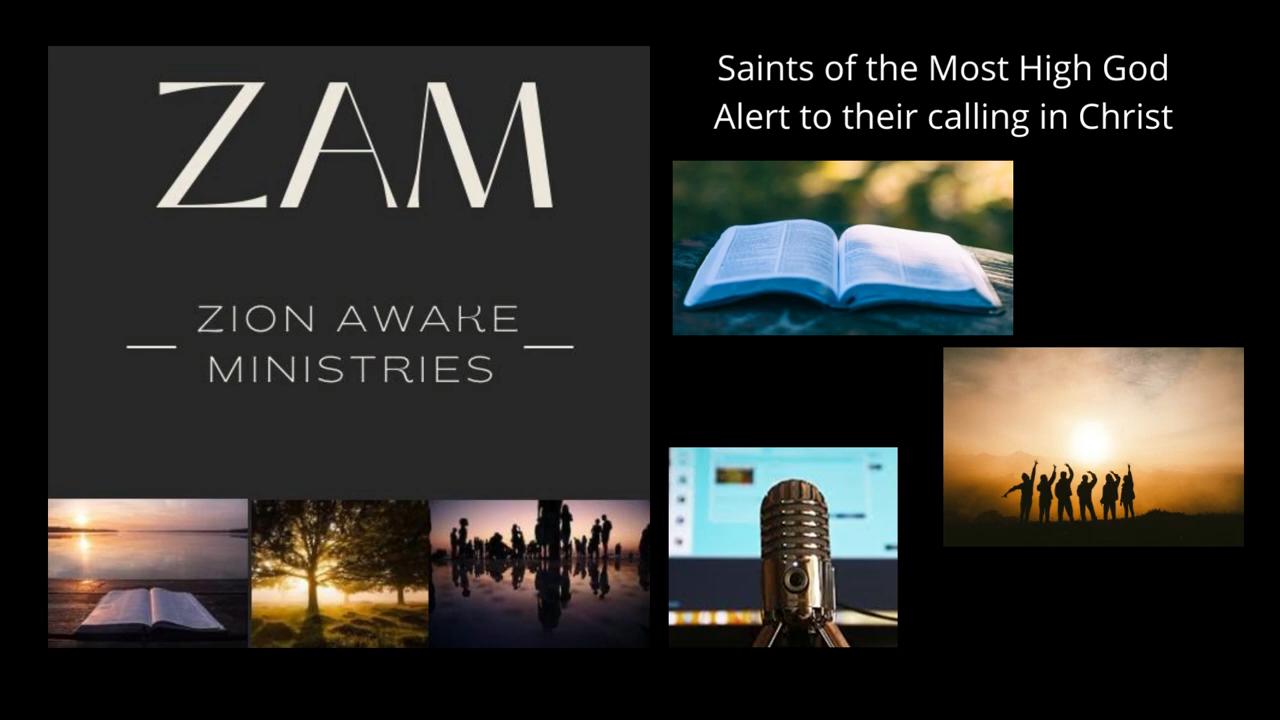 ZAM
ZION AWAKE
MINISTRIES
Saints of the Most High God
Alert to their calling in Christ